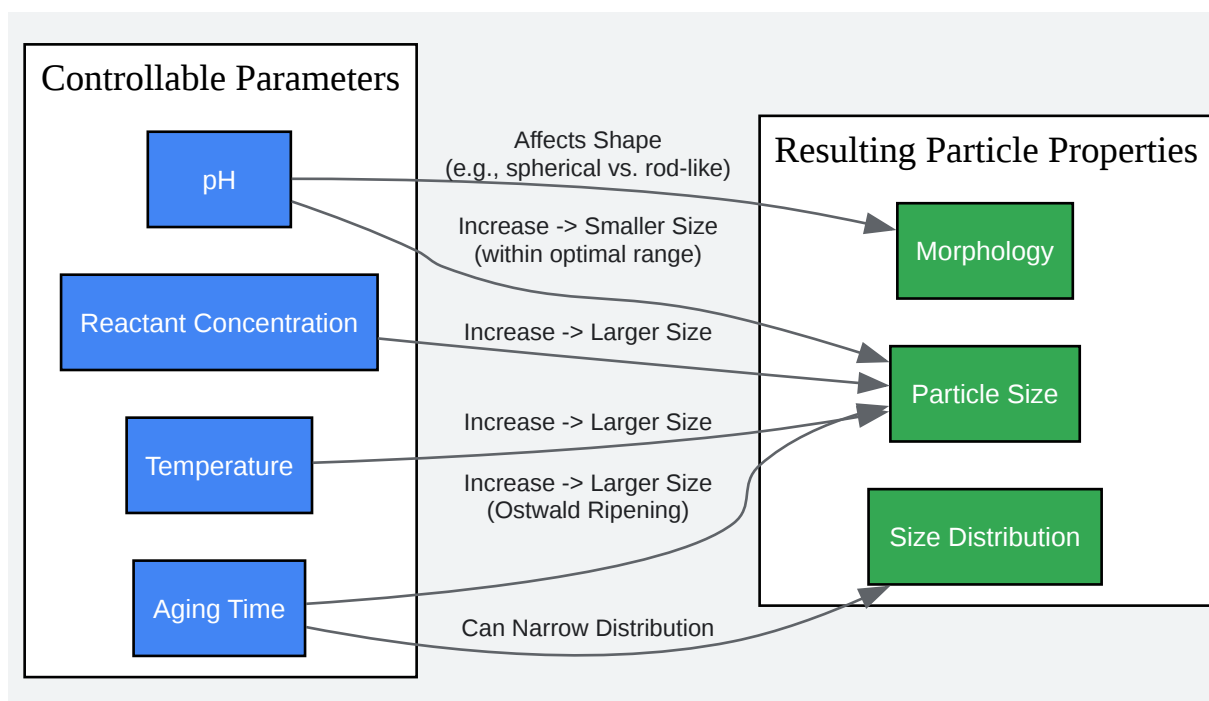 Controllable Parameters
pH
Reactant Concentration
Temperature
Aging Time
Affects Shape
(e.g., spherical vs. rod-like)
Increase -> Smaller Size
(within optimal range)
Increase -> Larger Size
Increase -> Larger Size
Increase -> Larger Size
(Ostwald Ripening)
Can Narrow Distribution
Resulting Particle Properties
Morphology
Particle Size
Size Distribution